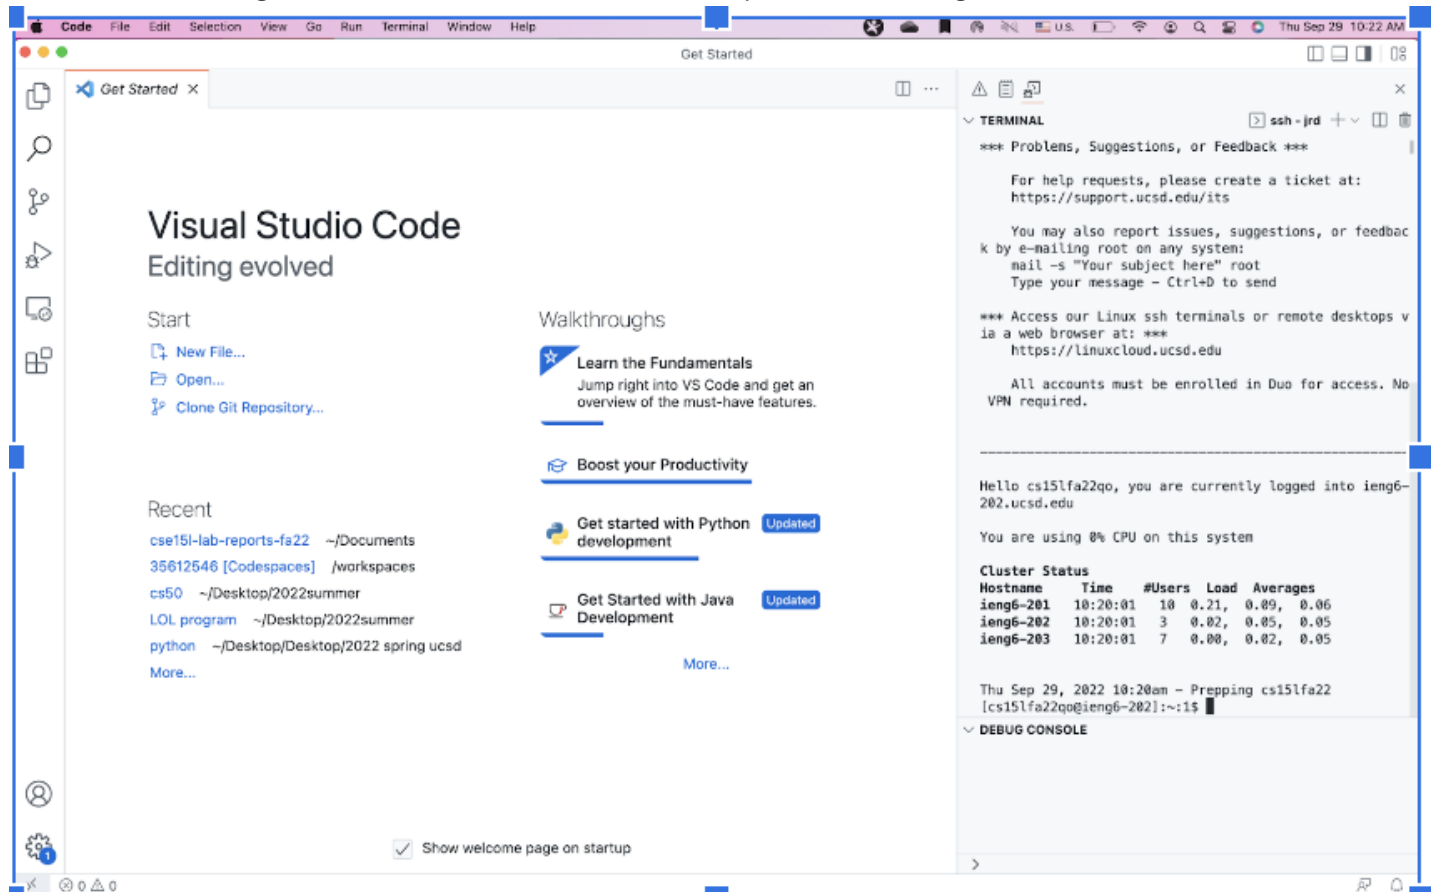 Code File Edit Selection View Go Run Terminal Window Help U.S. Thu Sep 29 10:22 AM
Get Started
Get Started
TERMINAL
ssh - jrd
*** Problems, Suggestions, or Feedback ***
For help requests, please create a ticket at:
https://support.ucsd.edu/its
You may also report issues, suggestions, or feedbac
k by e-mailing root on any system:
mail -s "Your subject here" root
Type your message - Ctrl+D to send
*** Access our Linux ssh terminals or remote desktops v
ia a web browser at: ***
https://linuxcloud.ucsd.edu
All accounts must be enrolled in Duo for access. No
VPN required.
Hello cs15lfa22qo, you are currently logged into ieng6-
202.ucsd.edu
You are using 0% CPU on this system
Cluster Status
Hostname Time #Users Load Averages
ieng6-201 10:20:01 10 0.21, 0.09, 0.06
ieng6-202 10:20:01 3 0.02, 0.05, 0.05
ieng6-203 10:20:01 7 0.00, 0.02, 0.05
Thu Sep 29, 2022 10:20am - Prepping cs15lfa22
[cs15lfa22qo@ieng6-202]:~:1$
DEBUG CONSOLE
Visual Studio Code
Editing evolved
Start
New File...
Open...
Clone Git Repository...
Recent
cse15l-lab-reports-fa22 ~/Documents
35612546 [Codespaces] /workspaces
cs50 ~/Desktop/2022summer
LOL program ~/Desktop/2022summer
python ~/Desktop/Desktop/2022 spring ucsd
More...
Walkthroughs
Learn the Fundamentals
Jump right into VS Code and get an
overview of the must-have features.
Boost your Productivity
Get started with Python
development
Updated
Get Started with Java
Development
Updated
More...
Show welcome page on startup
1
0 0